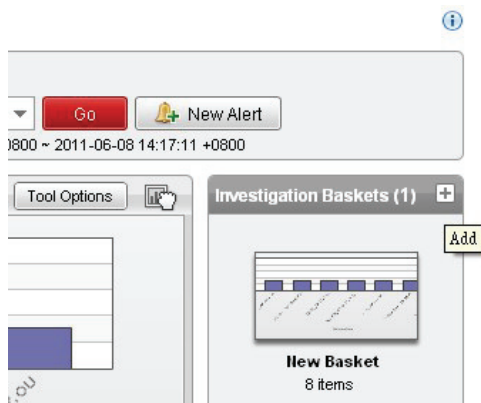 Go
New Alert
0800 ~ 2011-06-08 14:17:11 +0800
Tool Options
Investigation Baskets (1)
Add
New Basket
8 items